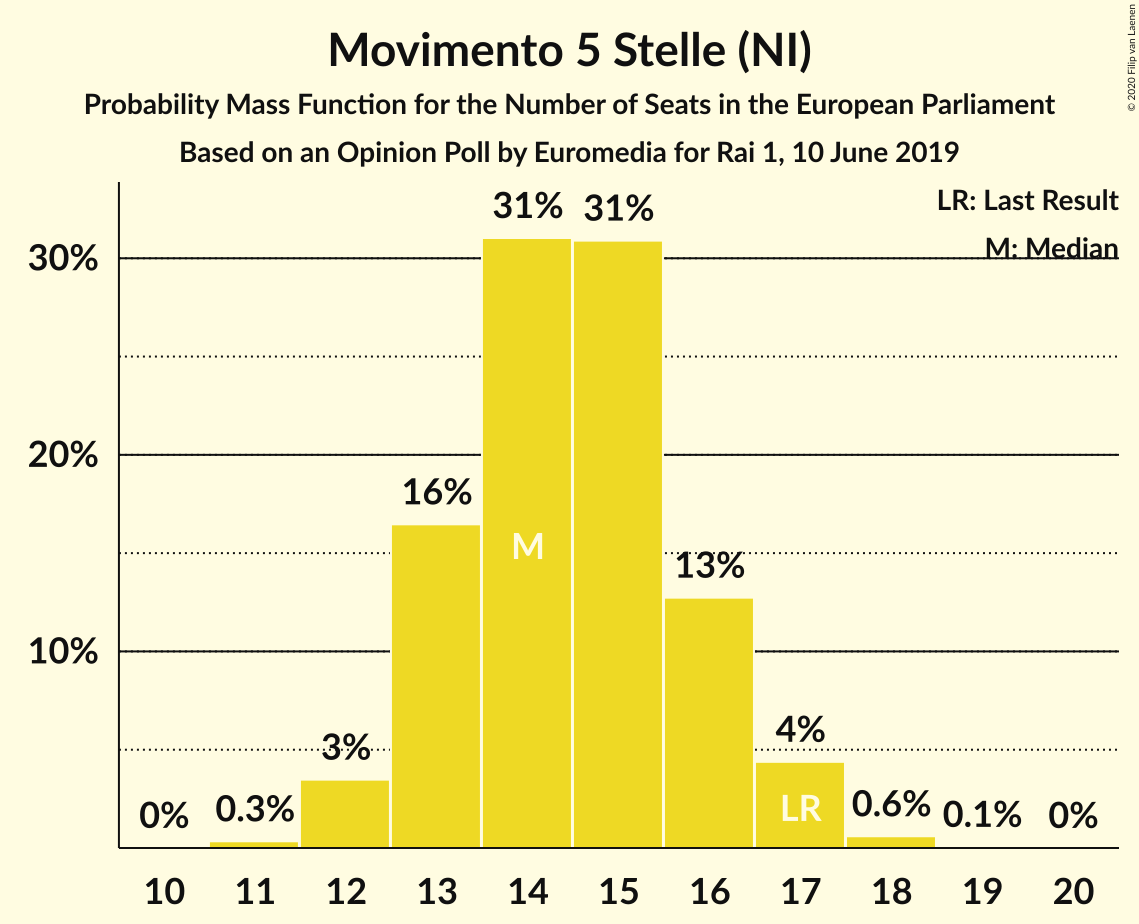 Movimento 5 Stelle (NI)
Probability Mass Function for the Number of Seats in the European Parliament
Based on an Opinion Poll by Euromedia for Rai 1, 10 June 2019
© 2020 Filip van Laenen
LR: Last Result
M: Median
30%
20%
10%
0%
0.3%
3%
16%
31%
31%
13%
4%
0.6%
0.1%
0%
M
LR
10 11 12 13 14 15 16 17 18 19 20